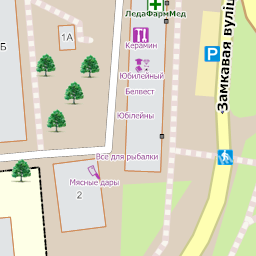 ЛедаФармМед
Керамин
1А
Б
Юбилейный
Белвест
Юбілейны
P
Замкавая вуліц
Все для рыбалки
Мясные дары
2